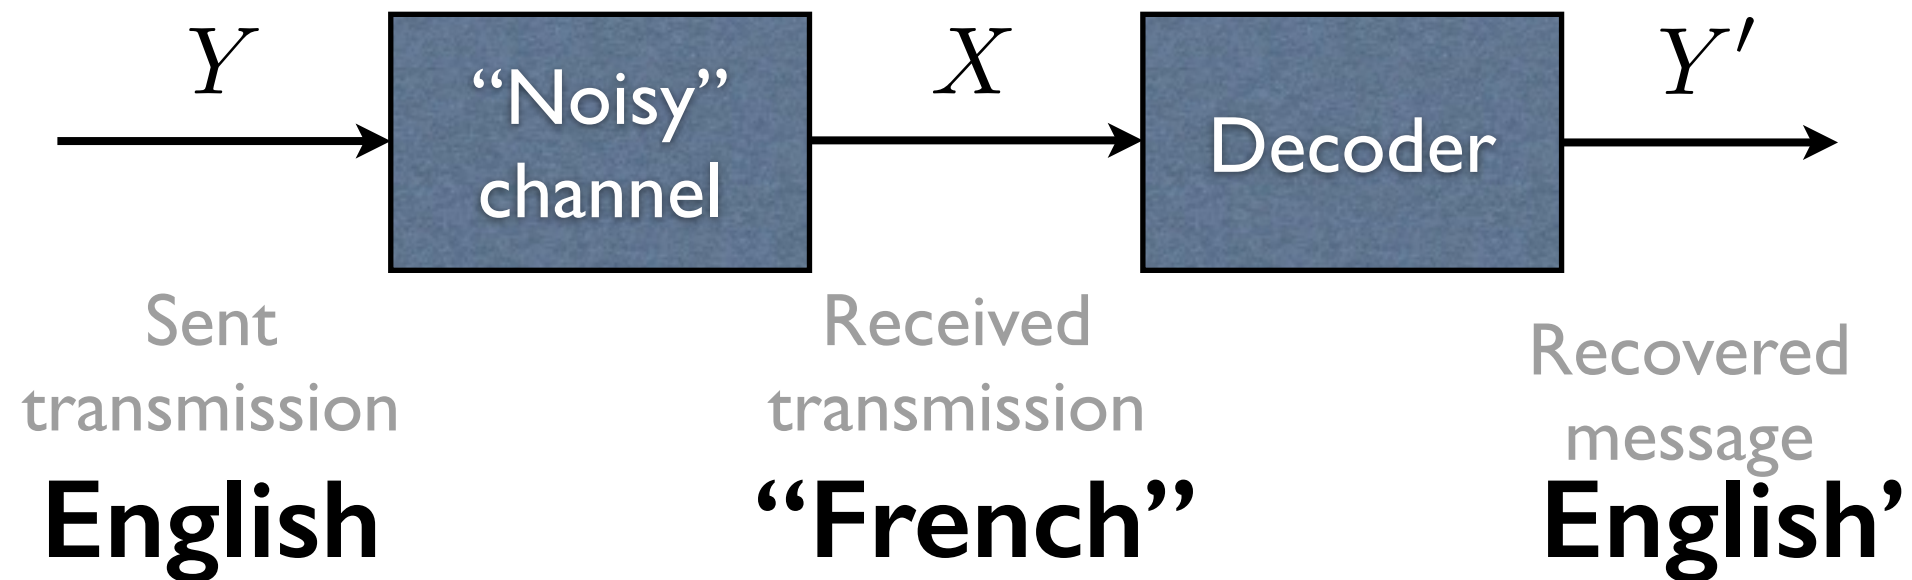 Y
“Noisy”
channel
X
Decoder
Y′
Sent
transmission
English
Received
transmission
“French”
Recovered
message
English’